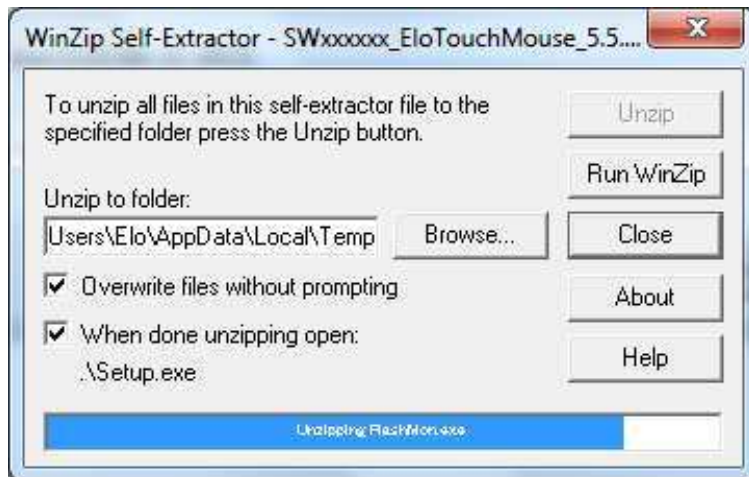 WinZip Self-Extractor - SWxxxxxx_EloTouchMouse_5.5....
To unzip all files in this self-extractor file to the
specified folder press the Unzip button.
Unzip to folder:
Users\Elo\AppData\Local\Temp
Browse...
Overwrite files without prompting
When done unzipping open:
.\Setup.exe
Unzip
Run WinZip
Close
About
Help
Unzipping FlashMon.exe